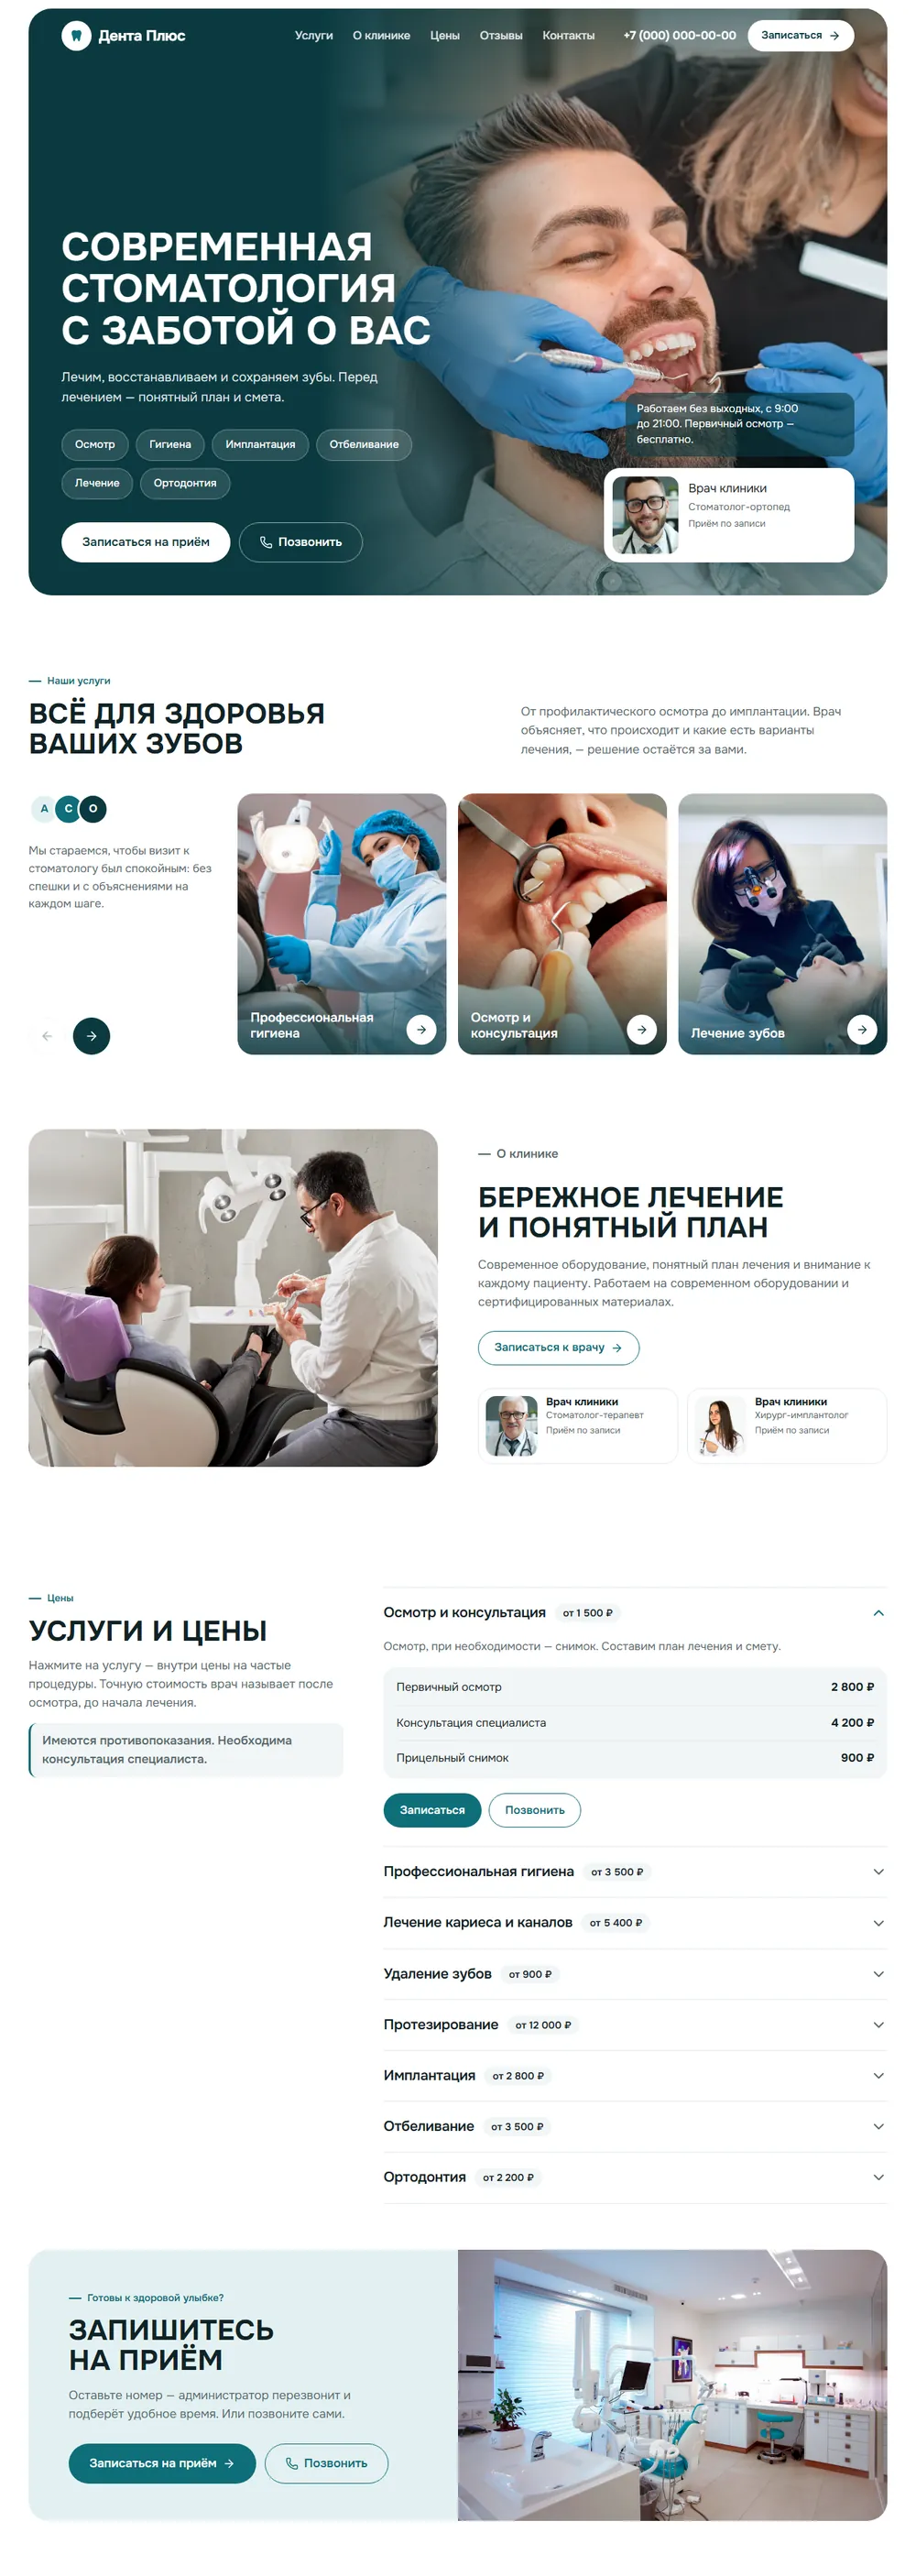 Дента Плюс
Услуги О клинике Цены Отзывы Контакты
+7 (000) 000-00-00
Записаться
СОВРЕМЕННАЯ
СТОМАТОЛОГИЯ
С ЗАБОТОЙ О ВАС
Лечим, восстанавливаем и сохраняем зубы. Перед
лечением — понятный план и смета.
Осмотр Гигиена Имплантация Отбеливание
Лечение Ортодонтия
Записаться на приём Позвонить
Работаем без выходных, с 9:00
до 21:00. Первичный осмотр —
бесплатно.
Врач клиники
Стоматолог-ортопед
Приём по записи
Наши услуги
ВСЁ ДЛЯ ЗДОРОВЬЯ
ВАШИХ ЗУБОВ
От профилактического осмотра до имплантации. Врач
объясняет, что происходит и какие есть варианты
лечения, — решение остаётся за вами.
А С О
Мы стараемся, чтобы визит к
стоматологу был спокойным: без
спешки и с объяснениями на
каждом шаге.
Профессиональная
гигиена
Осмотр и
консультация
Лечение зубов
О клинике
БЕРЕЖНОЕ ЛЕЧЕНИЕ
И ПОНЯТНЫЙ ПЛАН
Современное оборудование, понятный план лечения и внимание к
каждому пациенту. Работаем на современном оборудовании и
сертифицированных материалах.
Записаться к врачу
Врач клиники
Стоматолог-терапевт
Приём по записи
Врач клиники
Хирург-имплантолог
Приём по записи
Цены
УСЛУГИ И ЦЕНЫ
Нажмите на услугу — внутри цены на частые
процедуры. Точную стоимость врач называет после
осмотра, до начала лечения.
Имеются противопоказания. Необходима
консультация специалиста.
Осмотр и консультация от 1 500 ₽
Осмотр, при необходимости — снимок. Составим план лечения и смету.
Первичный осмотр 2 800 ₽
Консультация специалиста 4 200 ₽
Прицельный снимок 900 ₽
Записаться Позвонить
Профессиональная гигиена от 3 500 ₽
Лечение кариеса и каналов от 5 400 ₽
Удаление зубов от 900 ₽
Протезирование от 12 000 ₽
Имплантация от 2 800 ₽
Отбеливание от 3 500 ₽
Ортодонтия от 2 200 ₽
Готовы к здоровой улыбке?
ЗАПИШИТЕСЬ
НА ПРИЁМ
Оставьте номер — администратор перезвонит и
подберёт удобное время. Или позвоните сами.
Записаться на приём Позвонить